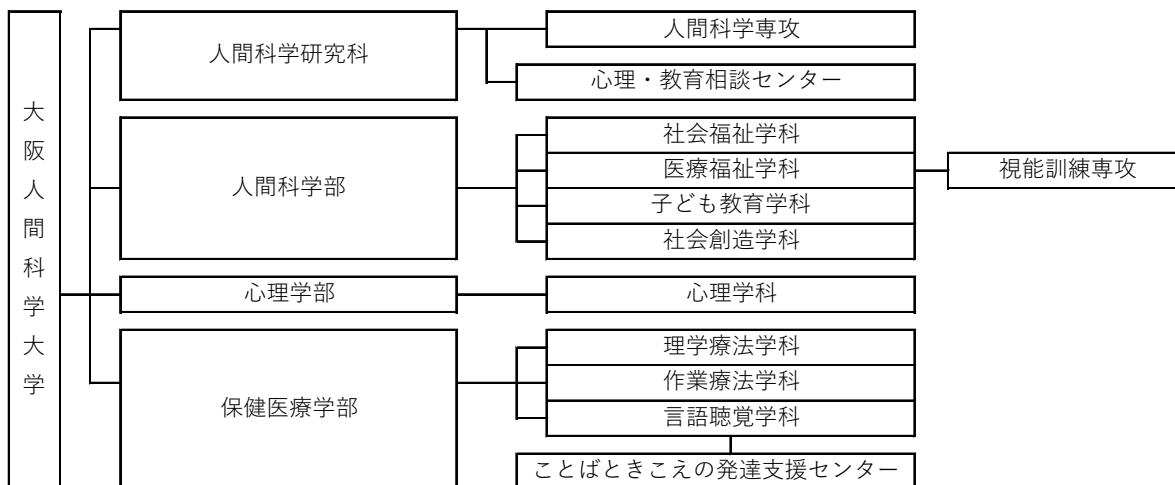 大阪人間科学大学
人間科学研究科
人間科学専攻
心理・教育相談センター
人間科学部
社会福祉学科
医療福祉学科
視能訓練専攻
子ども教育学科
社会創造学科
心理学部
心理学科
保健医療学部
理学療法学科
作業療法学科
言語聴覚学科
ことばときこえの発達支援センター